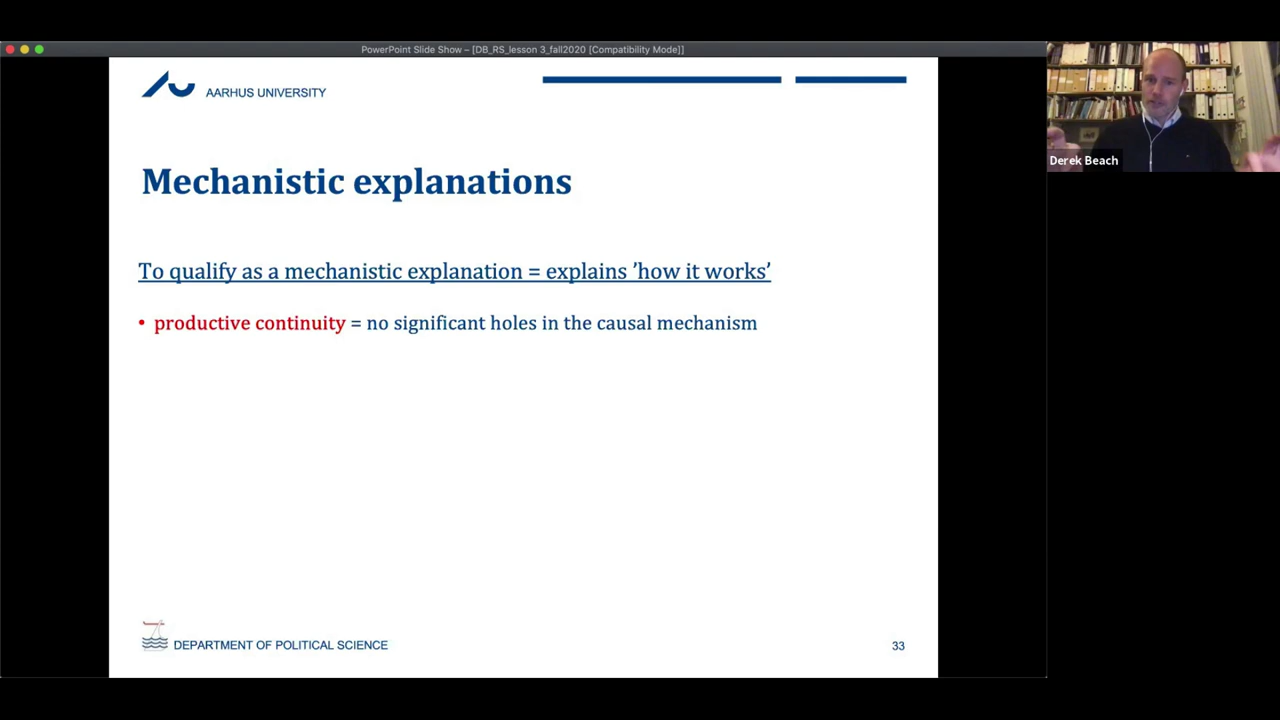 PowerPoint Slide Show – [DB_RS_lesson 3_fall2020 [Compatibility Mode]]
AARHUS UNIVERSITY
Derek Beach
Mechanistic explanations
To qualify as a mechanistic explanation = explains ’how it works’
• productive continuity = no significant holes in the causal mechanism
DEPARTMENT OF POLITICAL SCIENCE
33